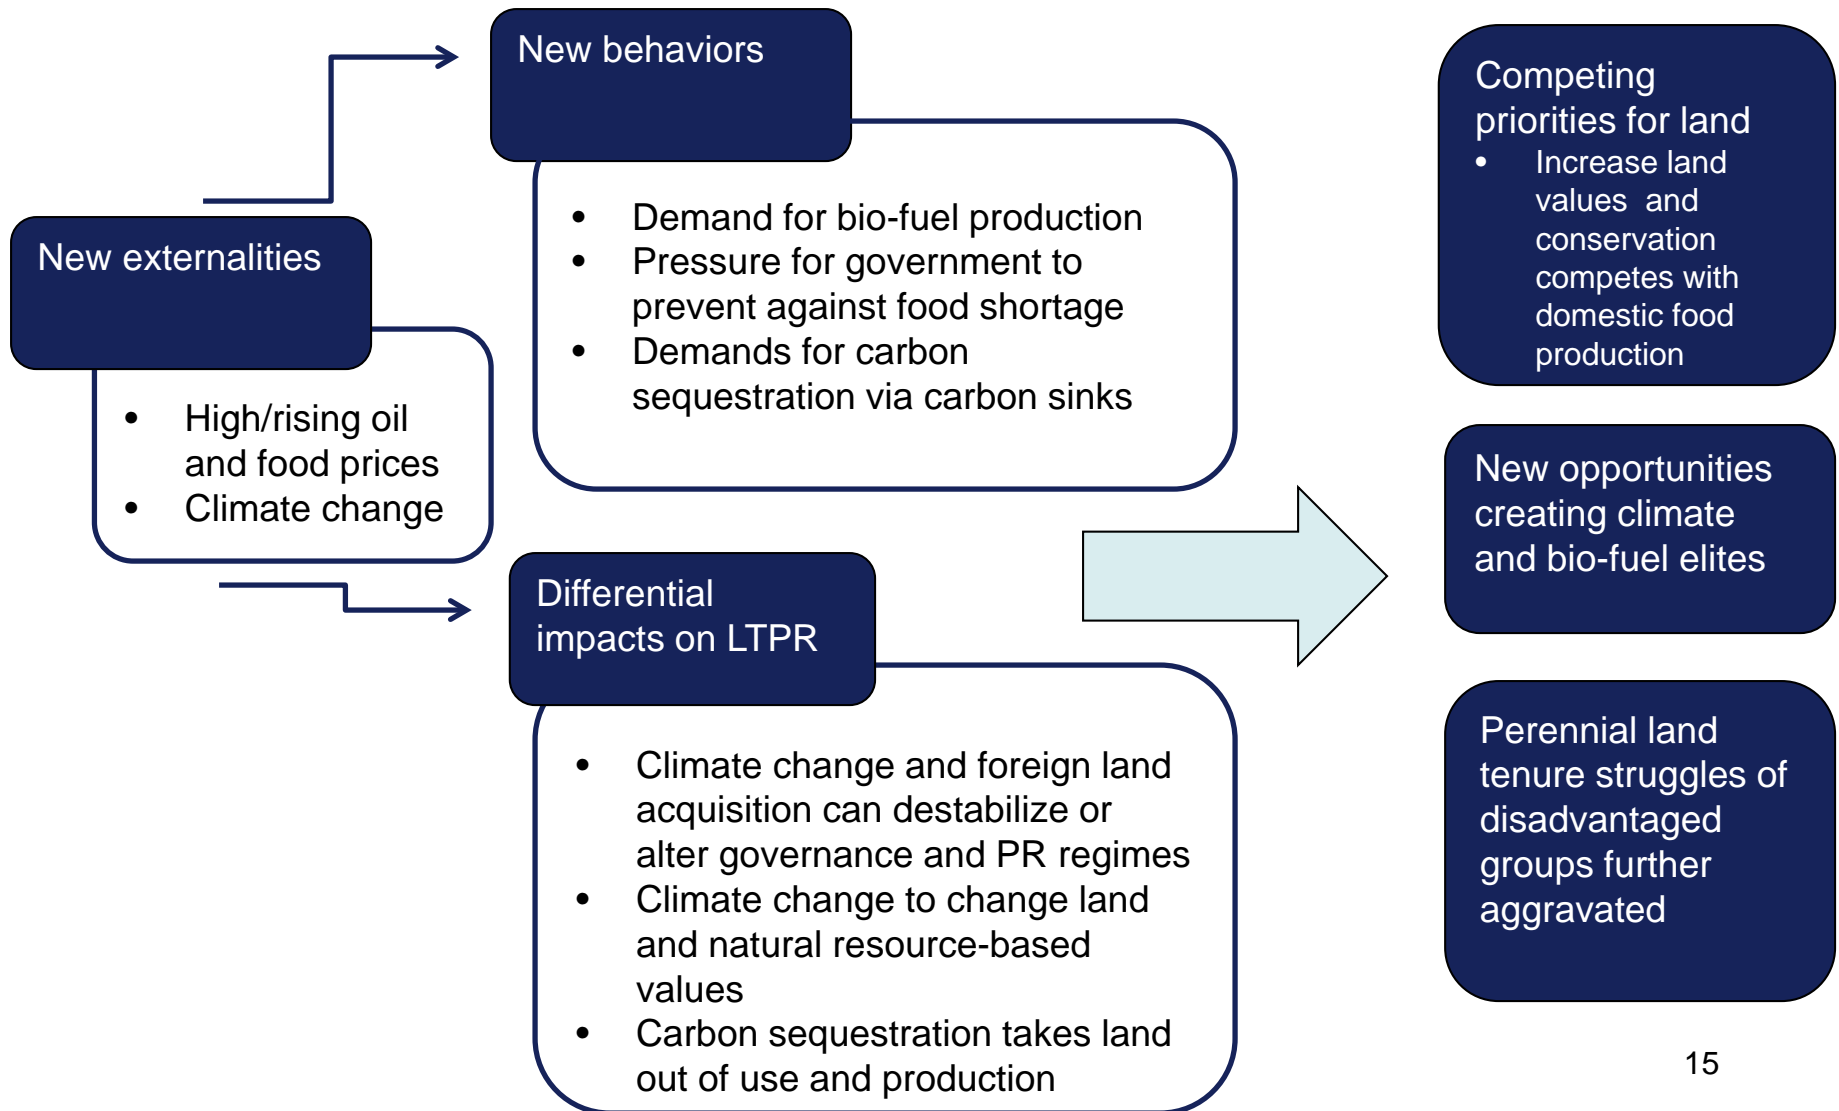 New externalities
• High/rising oil
and food prices
• Climate change
New behaviors
• Demand for bio-fuel production
• Pressure for government to
prevent against food shortage
• Demands for carbon
sequestration via carbon sinks
Differential
impacts on LTPR
• Climate change and foreign land
acquisition can destabilize or
alter governance and PR regimes
• Climate change to change land
and natural resource-based
values
• Carbon sequestration takes land
out of use and production
Competing
priorities for land
• Increase land
values and
conservation
competes with
domestic food
production
New opportunities
creating climate
and bio-fuel elites
Perennial land
tenure struggles of
disadvantaged
groups further
aggravated
15